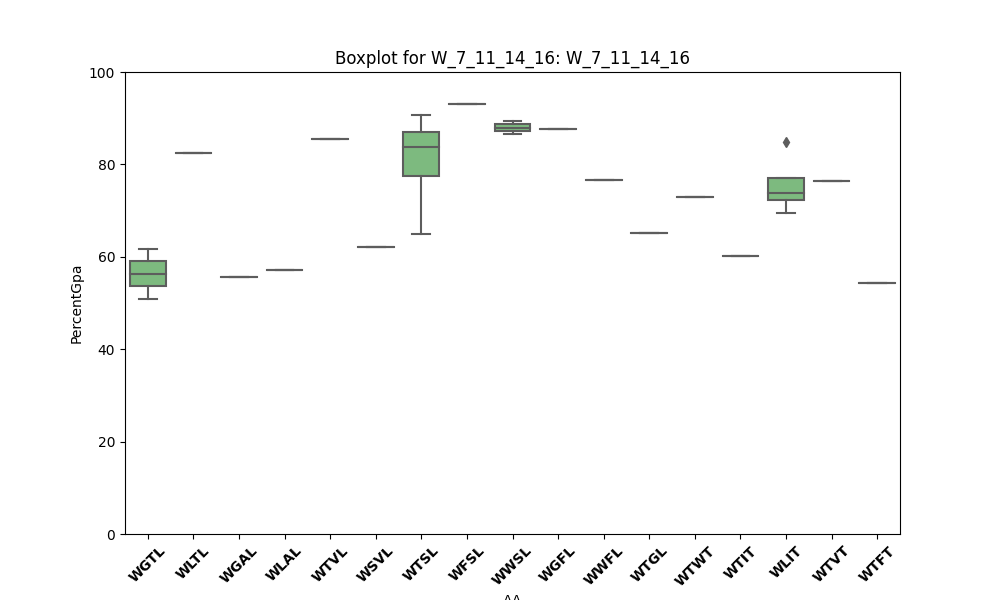 Boxplot for W_7_11_14_16: W_7_11_14_16
PercentGpa
100
80
60
40
20
0
WGTL WLTL WGAL WLAL WTVL WSVL WTSL WFSL WWSL WGFL WWFL WTGL WTWT WTIT WLIT WTVT WTFT
AA